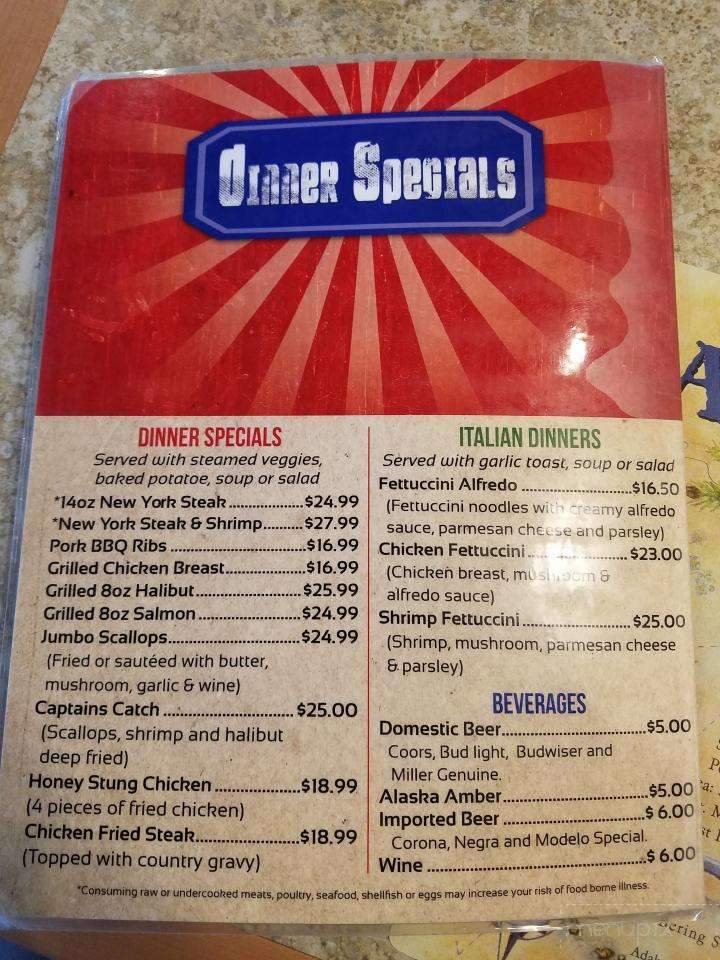 Dinner Specials
DINNER SPECIALS
Served with steamed veggies,
baked potatoe, soup or salad
*14oz New York Steak.....................$24.99
*New York Steak & Shrimp...........$27.99
Pork BBQ Ribs .................................$16.99
Grilled Chicken Breast...................$16.99
Grilled 8oz Halibut..........................$25.99
Grilled 8oz Salmon..........................$24.99
Jumbo Scallops.................................$24.99
(Fried or sautéed with butter,
mushroom, garlic & wine)
Captains Catch ................................$25.00
(Scallops, shrimp and halibut
deep fried)
Honey Stung Chicken .....................$18.99
(4 pieces of fried chicken)
Chicken Fried Steak.........................$18.99
(Topped with country gravy)
ITALIAN DINNERS
Served with garlic toast, soup or salad
Fettuccini Alfredo ..........................$16.50
(Fettuccini noodles with creamy alfredo
sauce, parmesan cheese and parsley)
Chicken Fettuccini......................... $23.00
(Chicken breast, mushroom &
alfredo sauce)
Shrimp Fettuccini ...........................$25.00
(Shrimp, mushroom, parmesan cheese
& parsley)
BEVERAGES
Domestic Beer..................................$5.00
Coors, Bud light, Budwiser and
Miller Genuine.
Alaska Amber..................................$5.00
Imported Beer .................................$ 6.00
Corona, Negra and Modelo Special.
Wine ..................................................$ 6.00
*Consuming raw or undercooked meats, poultry, seafood, shellfish or eggs may increase your risk of food borne illness.
menupix
ering S
Adab